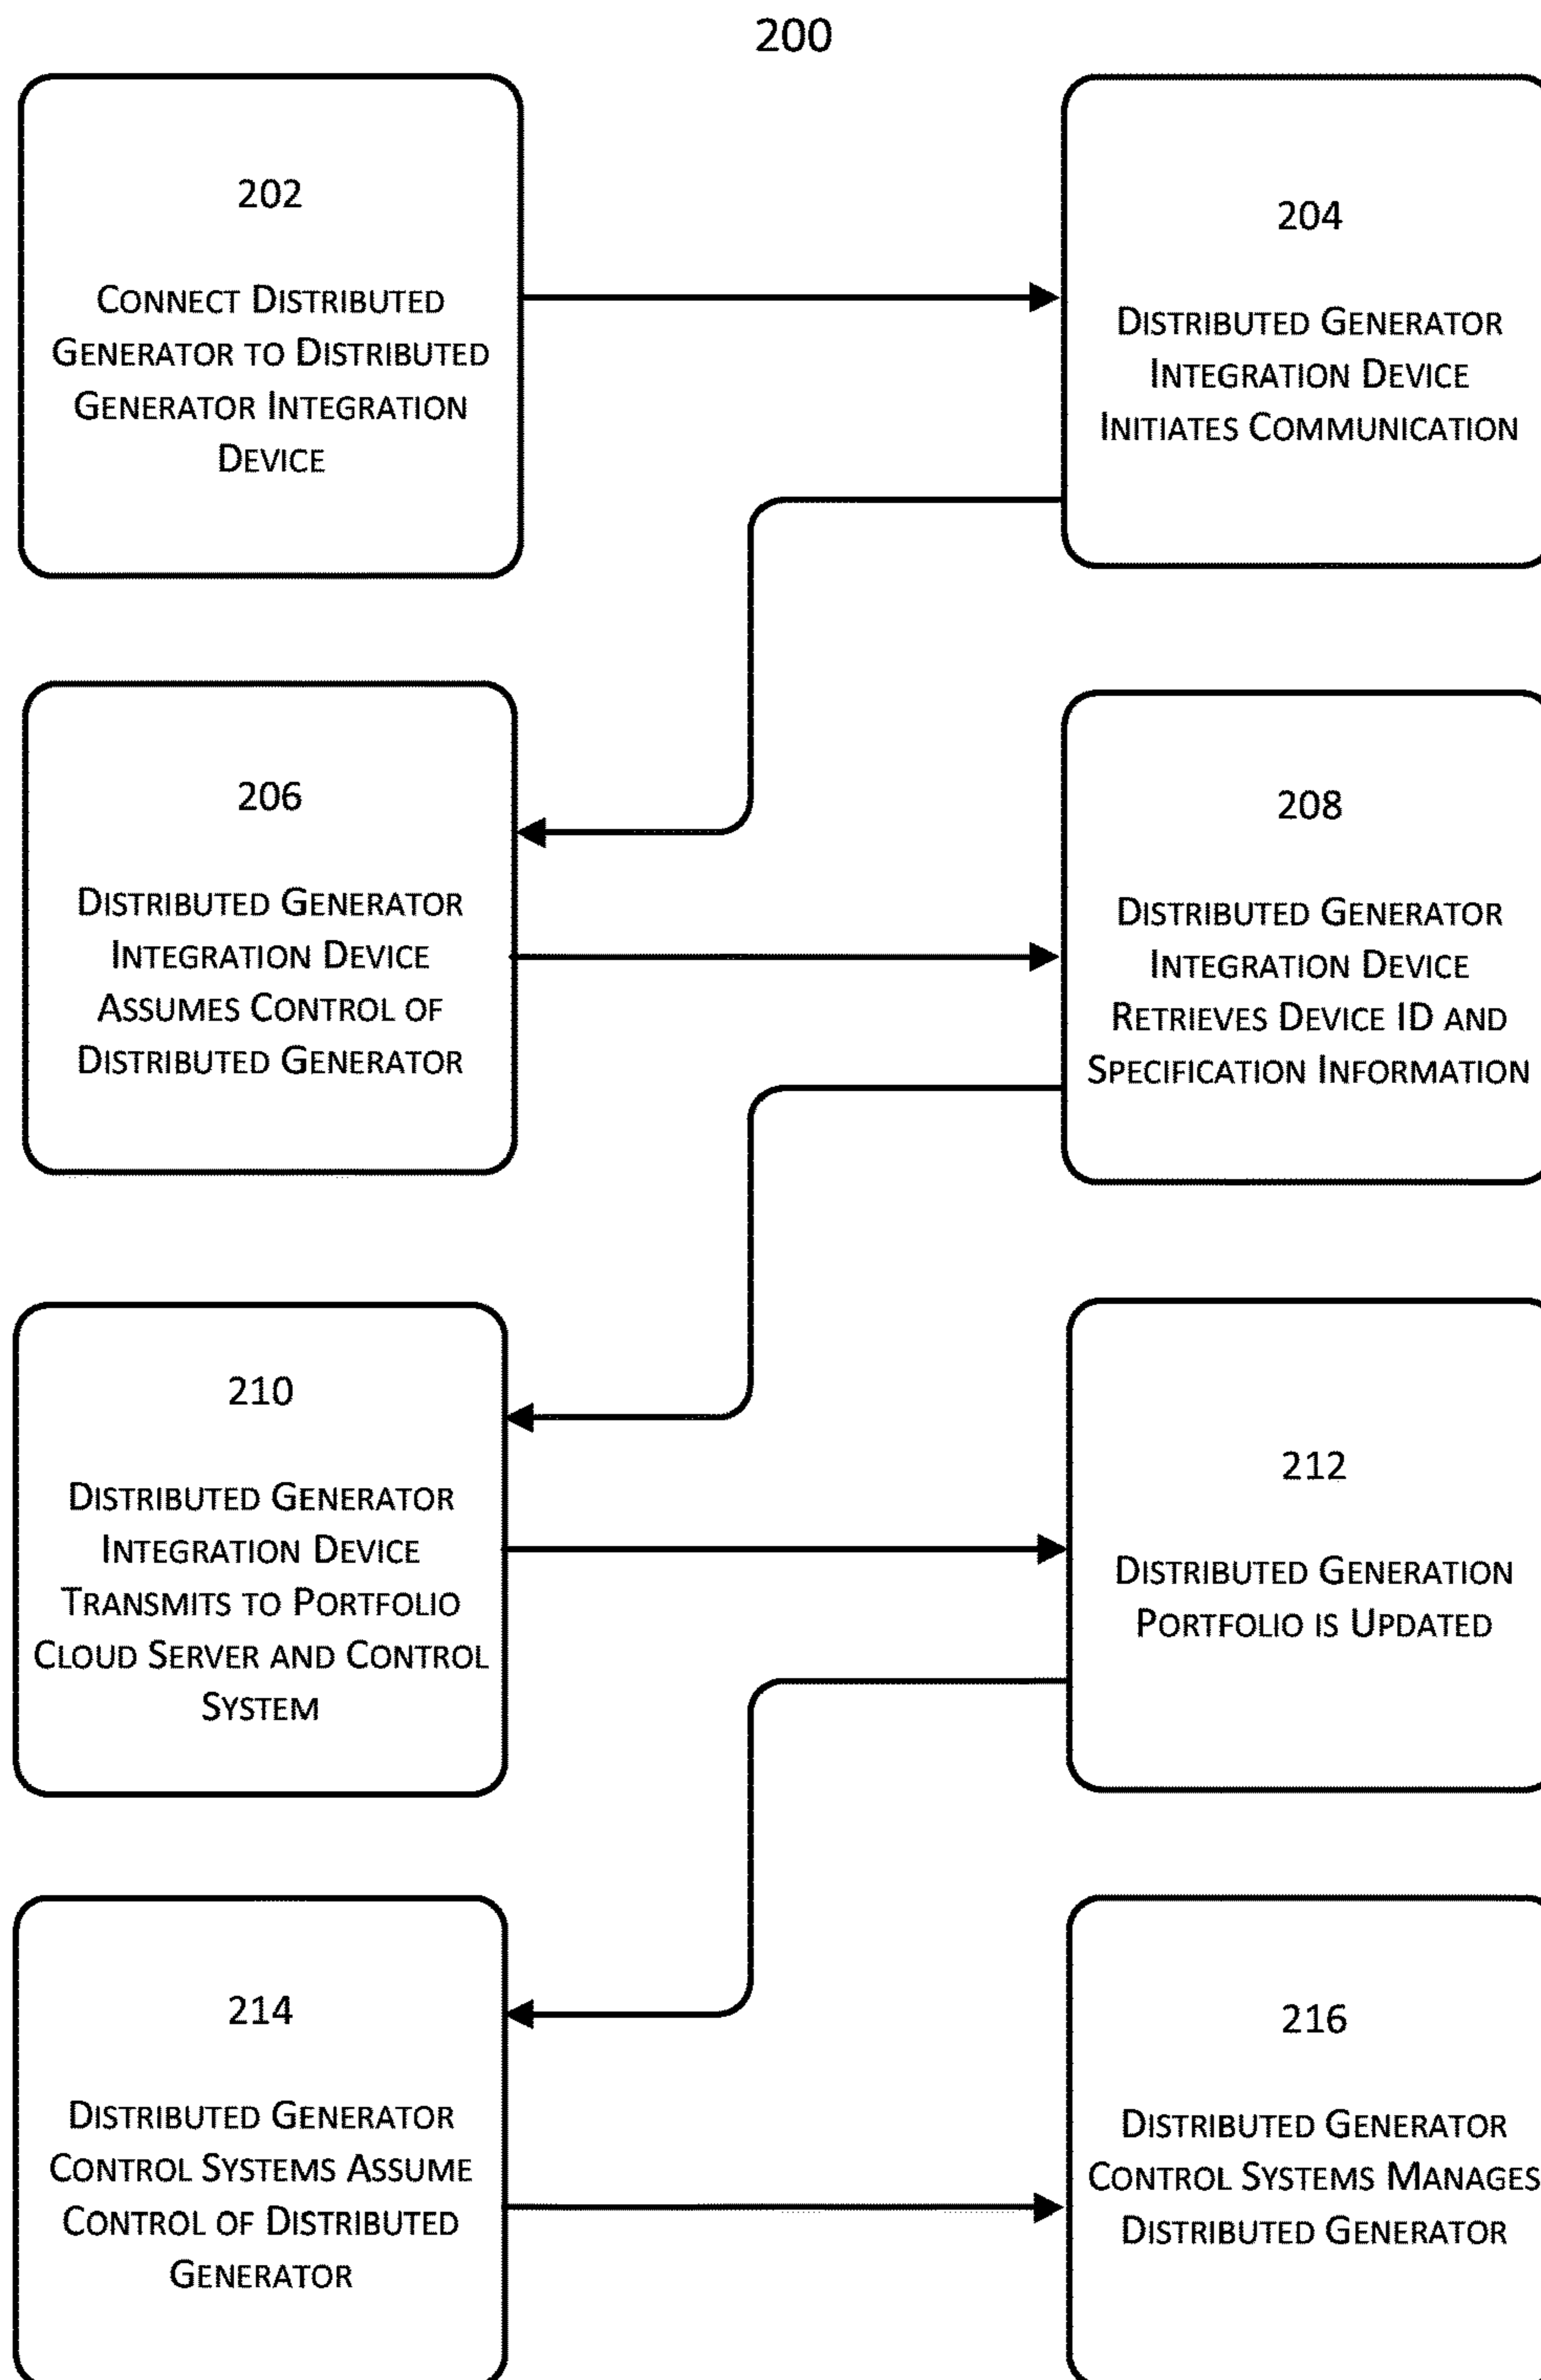 200
202
CONNECT DISTRIBUTED
GENERATOR TO DISTRIBUTED
GENERATOR INTEGRATION
DEVICE
204
DISTRIBUTED GENERATOR
INTEGRATION DEVICE
INITIATES COMMUNICATION
206
DISTRIBUTED GENERATOR
INTEGRATION DEVICE
ASSUMES CONTROL OF
DISTRIBUTED GENERATOR
208
DISTRIBUTED GENERATOR
INTEGRATION DEVICE
RETRIEVES DEVICE ID AND
SPECIFICATION INFORMATION
210
DISTRIBUTED GENERATOR
INTEGRATION DEVICE
TRANSMITS TO PORTFOLIO
CLOUD SERVER AND CONTROL
SYSTEM
212
DISTRIBUTED GENERATION
PORTFOLIO IS UPDATED
214
DISTRIBUTED GENERATOR
CONTROL SYSTEMS ASSUME
CONTROL OF DISTRIBUTED
GENERATOR
216
DISTRIBUTED GENERATOR
CONTROL SYSTEMS MANAGES
DISTRIBUTED GENERATOR